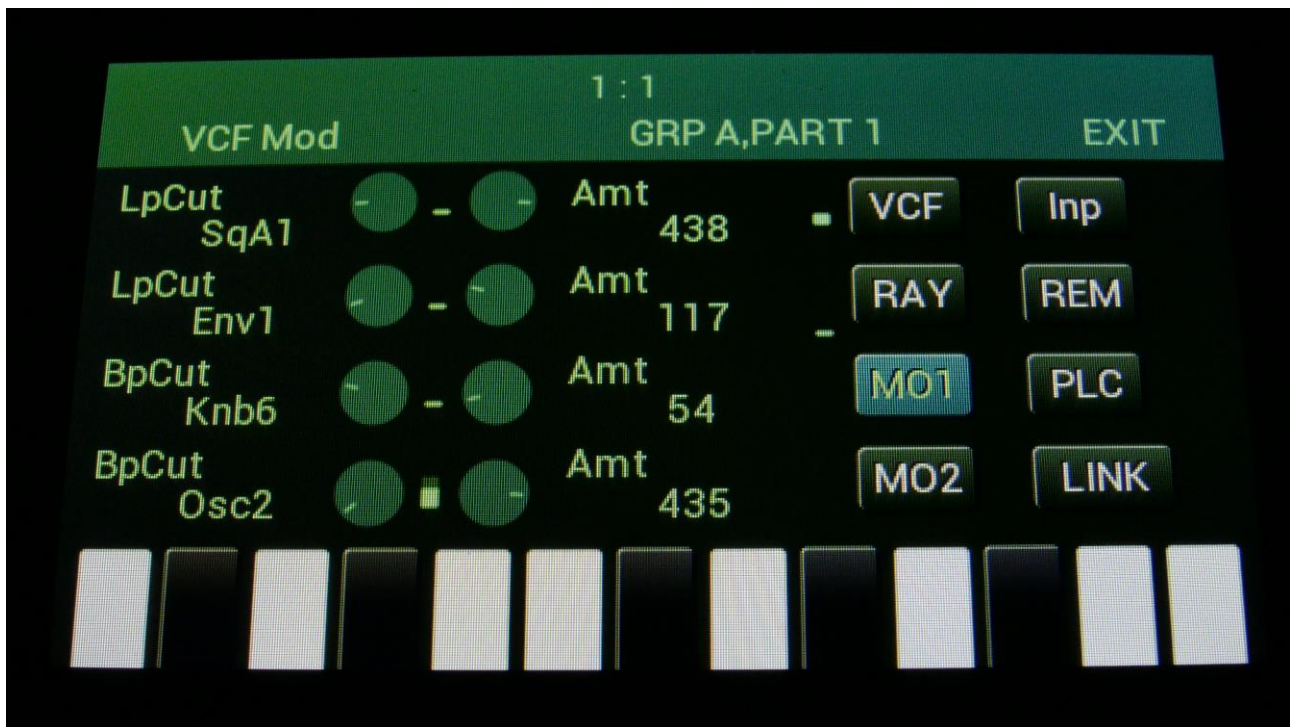 1 : 1
VCF Mod GRP A,PART 1 EXIT
LpCut Amt VCF Inp
SqA1 438
LpCut Amt RAY REM
Env1 117
BpCut Amt MO1 PLC
Knb6 54
BpCut Amt MO2 LINK
Osc2 435